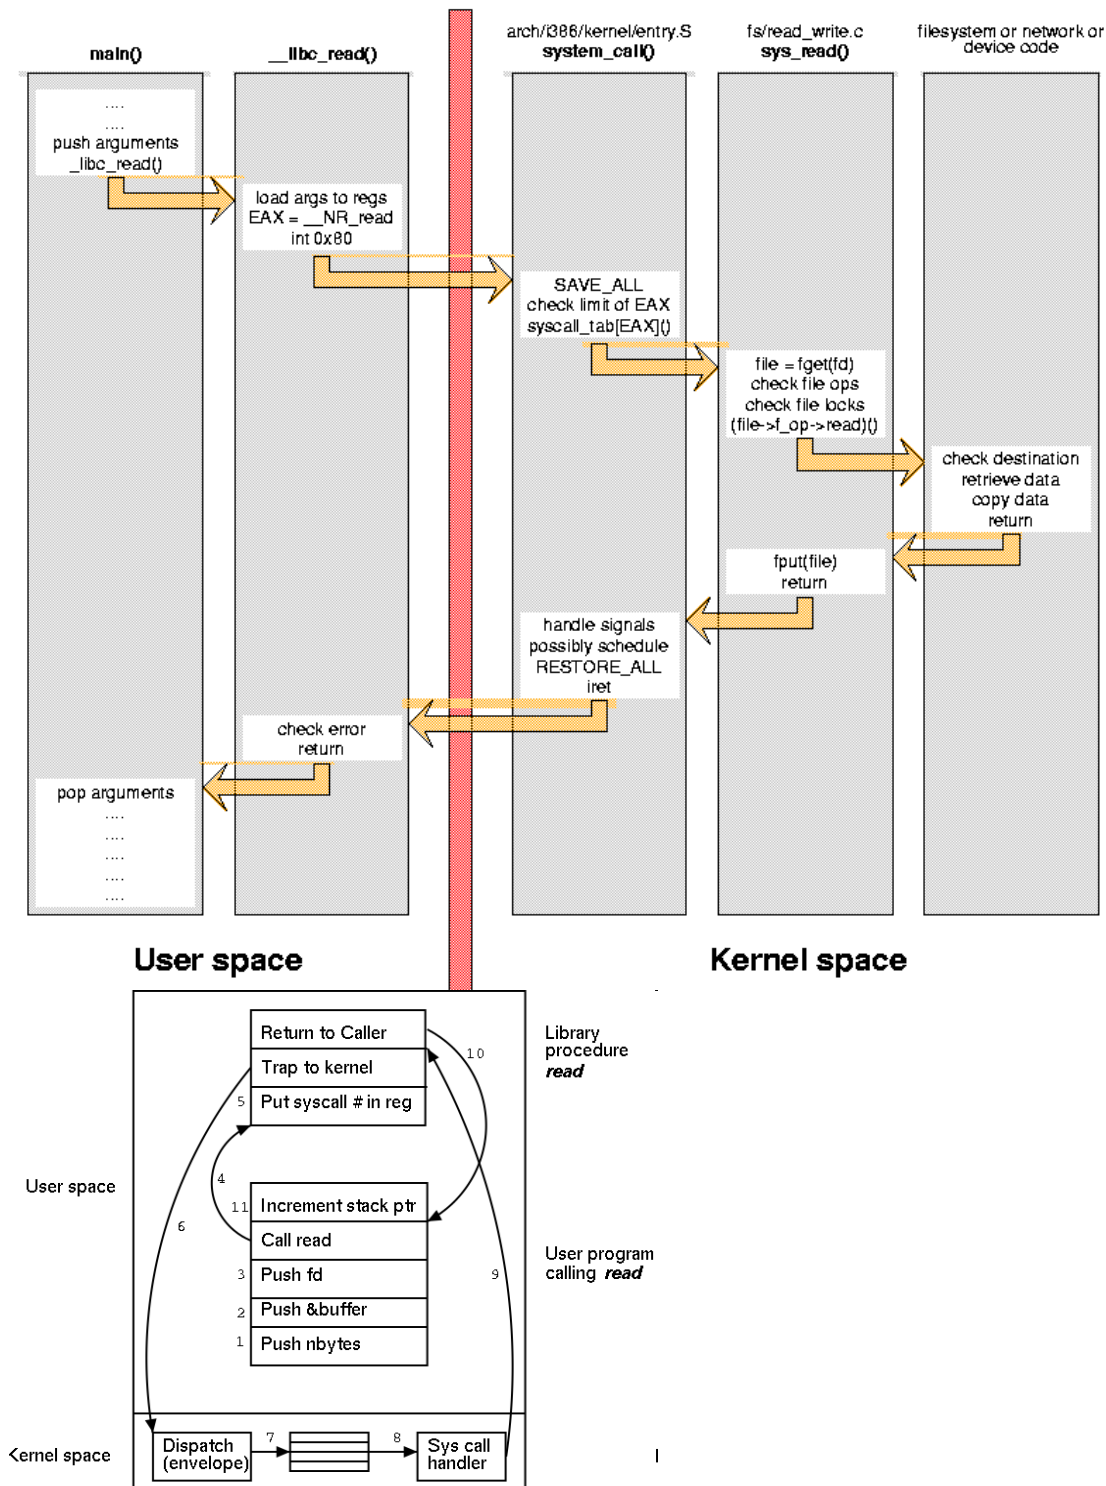 main()
__libc_read()
arch/i386/kernel/entry.S
system_call()
fs/read_write.c
sys_read()
filesystem or network or
device code
....
....
push arguments
_libc_read()
load args to regs
EAX = __NR_read
int 0x80
SAVE_ALL
check limit of EAX
syscall_tab[EAX]()
file = fget(fd)
check file ops
check file locks
(file->f_op->read)()
check destination
retrieve data
copy data
return
fput(file)
return
handle signals
possibly schedule
RESTORE_ALL
iret
check error
return
pop arguments
....
....
....
....
....
User space
Kernel space
Return to Caller
10
Library
procedure
read
Trap to kernel
5 Put syscall # in reg
4
User space
11 Increment stack ptr
6
Call read
User program
calling read
3 Push fd
9
2 Push &buffer
1 Push nbytes
Kernel space
Dispatch
(envelope)
7
8
Sys call
handler